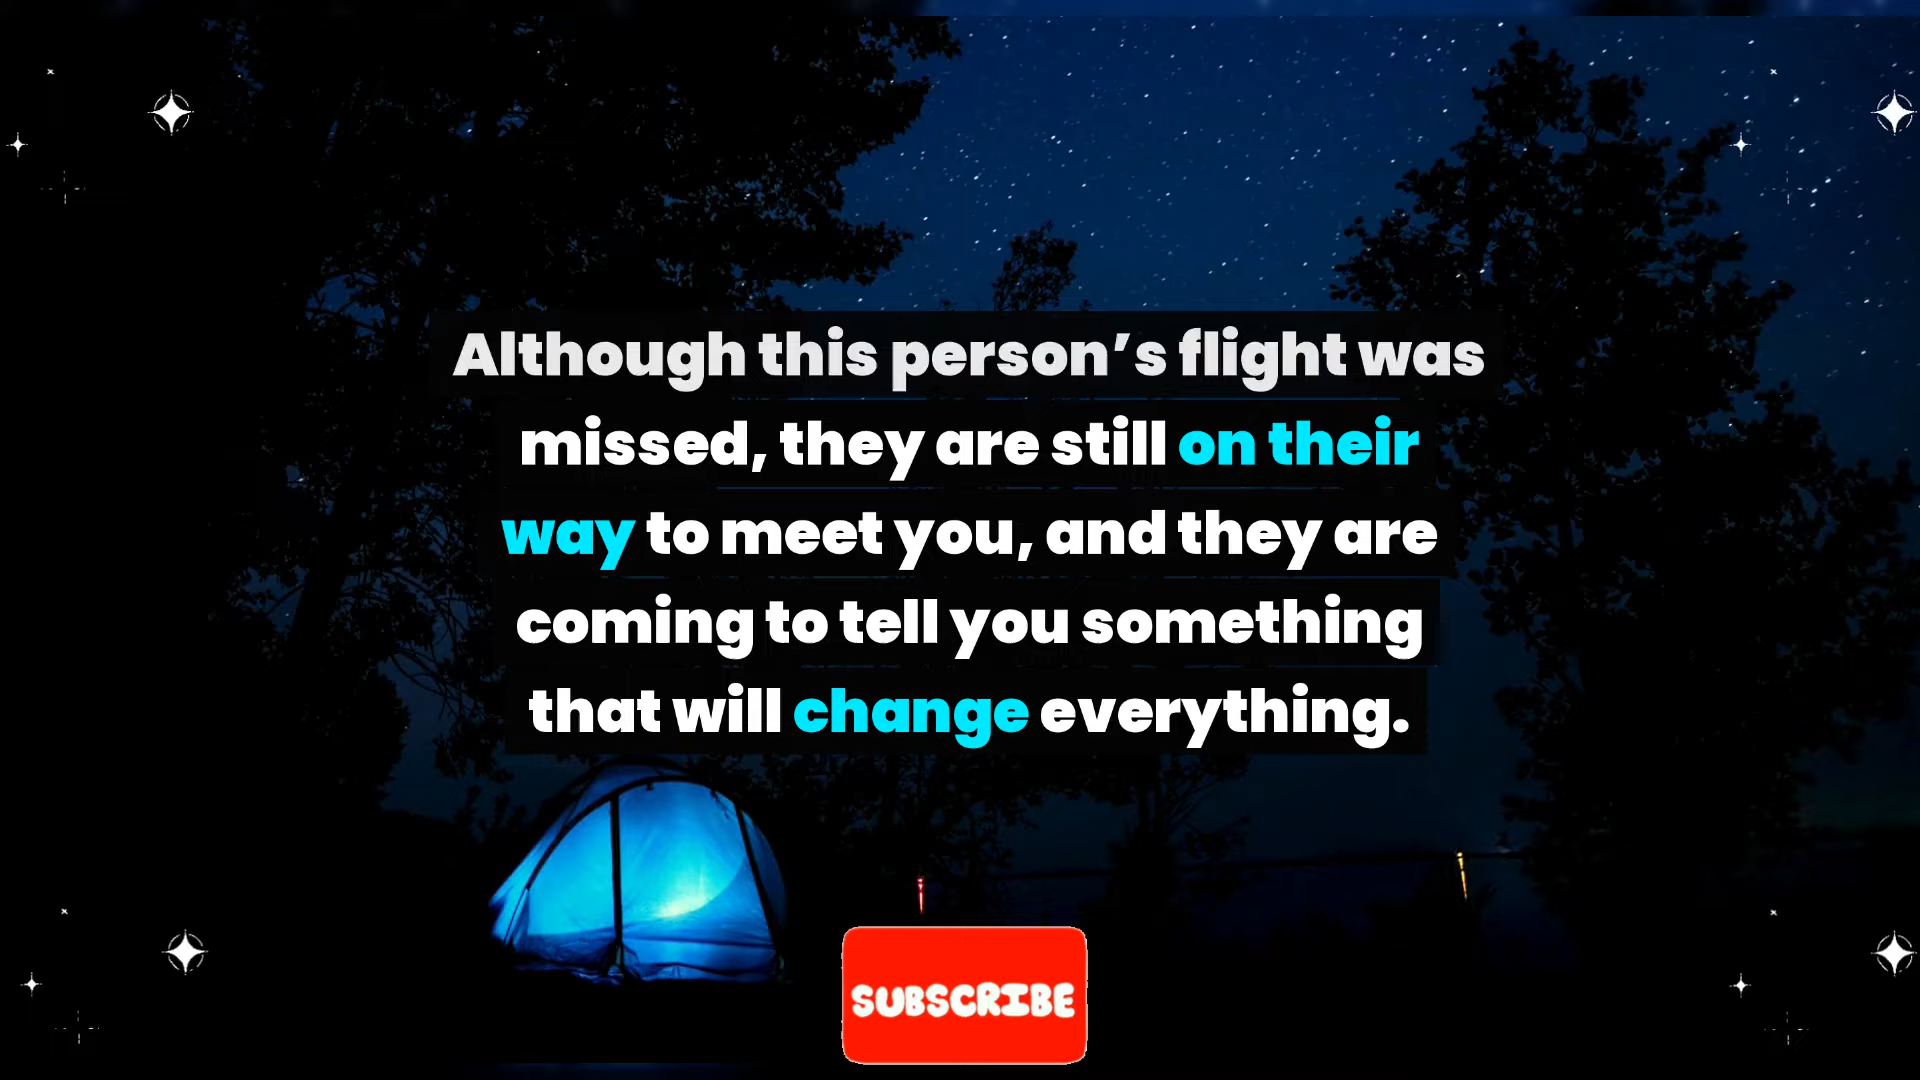 Although this person’s flight was
missed, they are still on their
way to meet you, and they are
coming to tell you something
that will change everything.
SUBSCRIBE